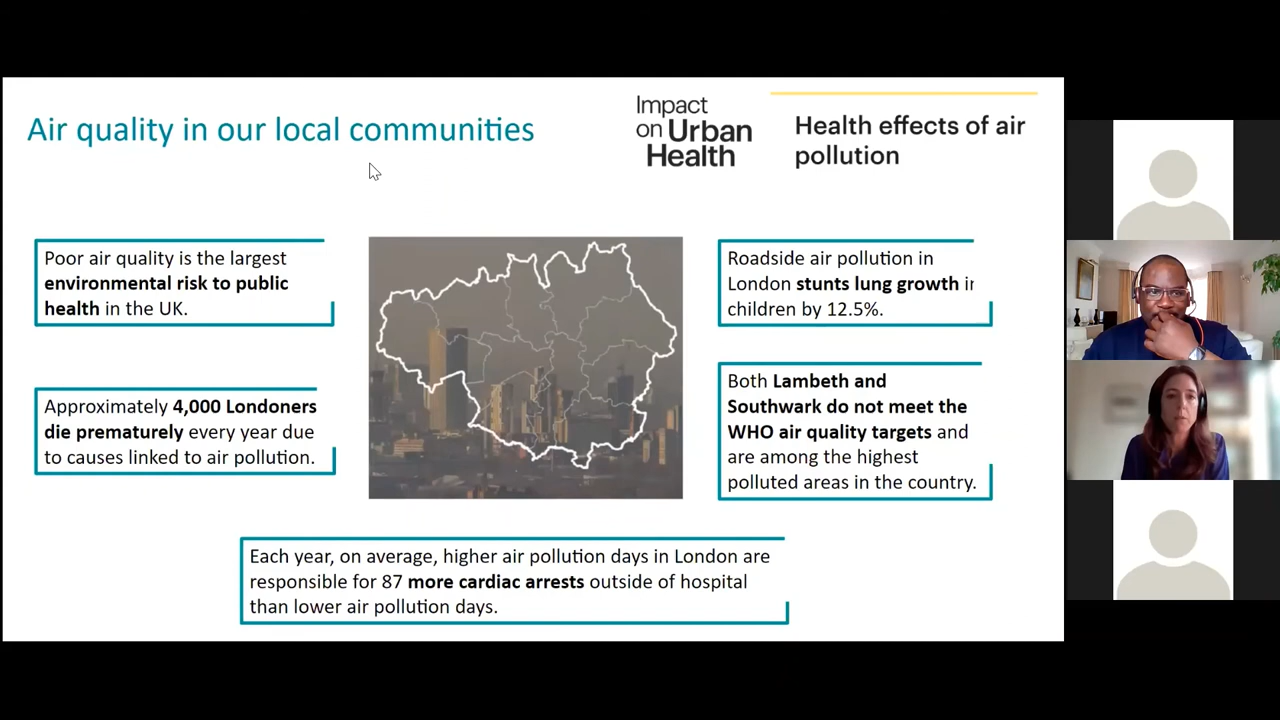 Air quality in our local communities
Impact
on Urban
Health
Health effects of air
pollution
Poor air quality is the largest
environmental risk to public
health in the UK.
Approximately 4,000 Londoners
die prematurely every year due
to causes linked to air pollution.
Roadside air pollution in
London stunts lung growth in
children by 12.5%.
Both Lambeth and
Southwark do not meet the
WHO air quality targets and
are among the highest
polluted areas in the country.
Each year, on average, higher air pollution days in London are
responsible for 87 more cardiac arrests outside of hospital
than lower air pollution days.